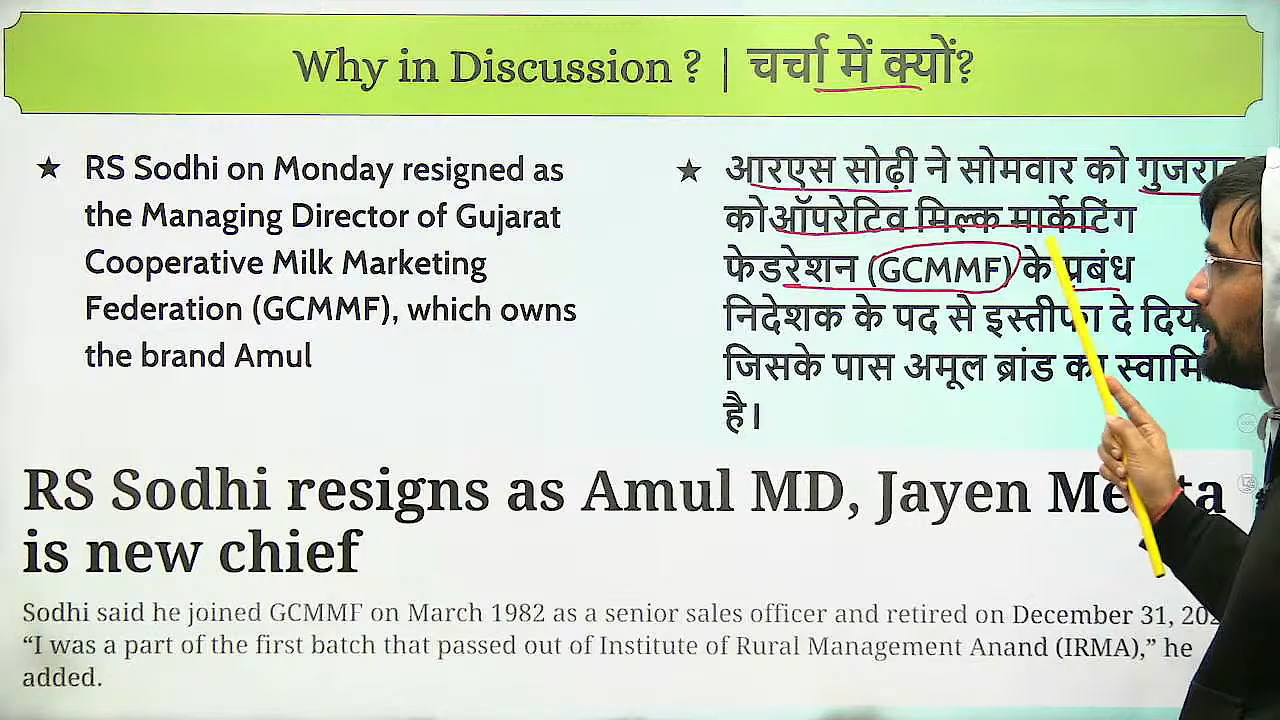 Why in Discussion ? | चर्चा में क्यों?
★ RS Sodhi on Monday resigned as
the Managing Director of Gujarat
Cooperative Milk Marketing
Federation (GCMMF), which owns
the brand Amul
★ आरएस सोढ़ी ने सोमवार को
कोऑपरेटिव मिल्क मार्केटिंग
फेडरेशन (GCMMF) के प्रबंध
निदेशक के पद से इस्तीफा दे
जिसके पास अमूल ब्रांड का
है।
RS Sodhi resigns as Amul MD, Jayen
is new chief
Sodhi said he joined GCMMF on March 1982 as a senior sales officer and retired on December 31,
“I was a part of the first batch that passed out of Institute of Rural Management Anand (IRMA),” he
added.